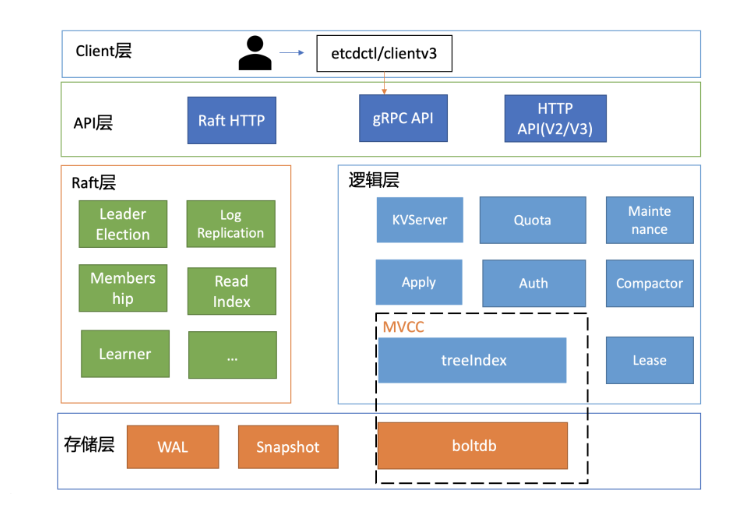 Client层
etcdctl/clientv3
API层
Raft HTTP
gRPC API
HTTP
API(V2/V3)
Raft层
Leader
Election
Log
Replication
Members
hip
Read
Index
Learner
...
逻辑层
KVServer
Quota
Mainte
nance
Apply
Auth
Compactor
MVCC
treeIndex
Lease
存储层
WAL
Snapshot
boltdb